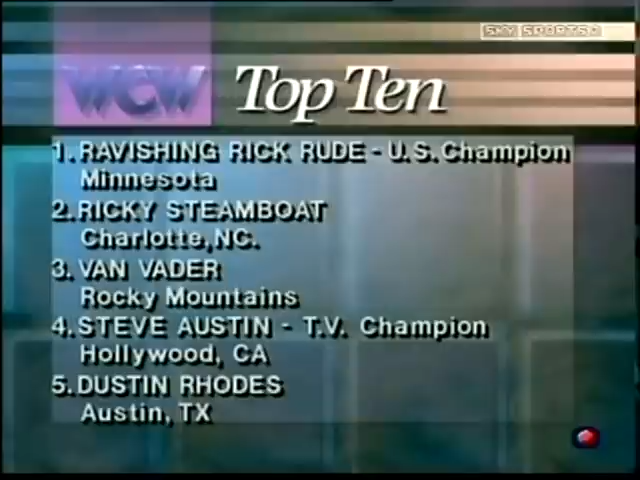 SKY SPORTS
WCW Top Ten
1. RAVISHING RICK RUDE - U.S. Champion
Minnesota
2. RICKY STEAMBOAT
Charlotte, NC.
3. VAN VADER
Rocky Mountains
4. STEVE AUSTIN - T.V. Champion
Hollywood, CA
5. DUSTIN RHODES
Austin, TX